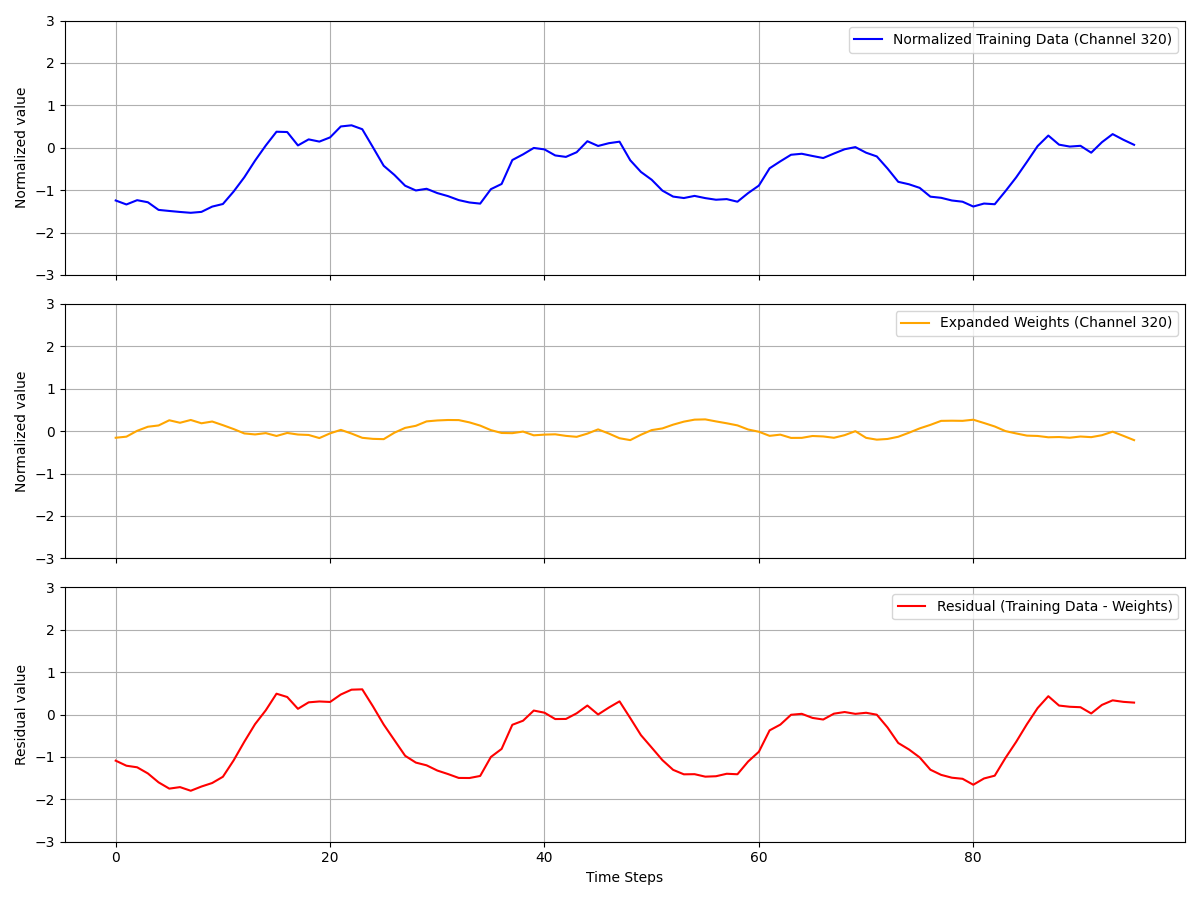 3
2
1
0
−1
−2
−3
Normalized value
Normalized Training Data (Channel 320)
3
2
1
0
−1
−2
−3
Normalized value
Expanded Weights (Channel 320)
3
2
1
0
−1
−2
−3
Residual value
Residual (Training Data - Weights)
0 20 40 60 80
Time Steps